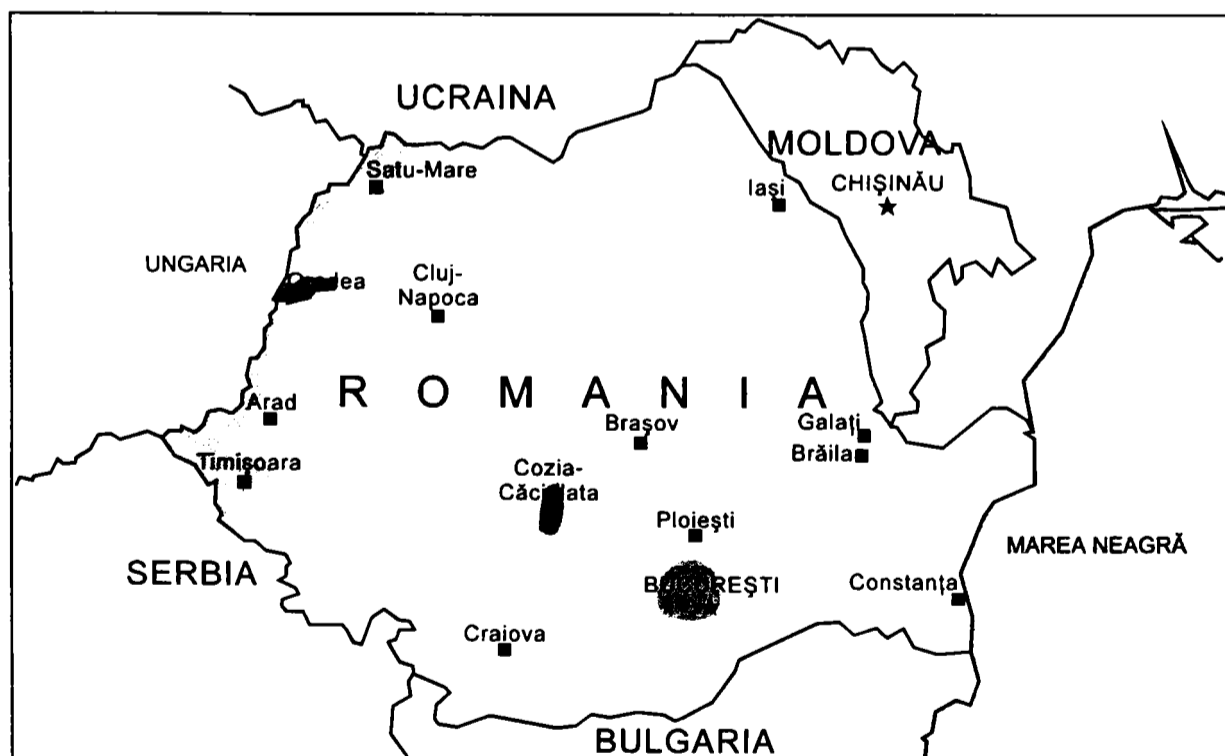 UCRAINA
MOLDOVA
Satu-Mare
Iași
CHIȘINĂU
UNGARIA
Cluj-
Napoca
R O M A N I A
Arad
Brașov
Galați
Brăila
Timișoara
Cozia-
Ploiești
MAREA NEAGRĂ
SERBIA
BUCUREȘTI
Constanța
Craiova
BULGARIA